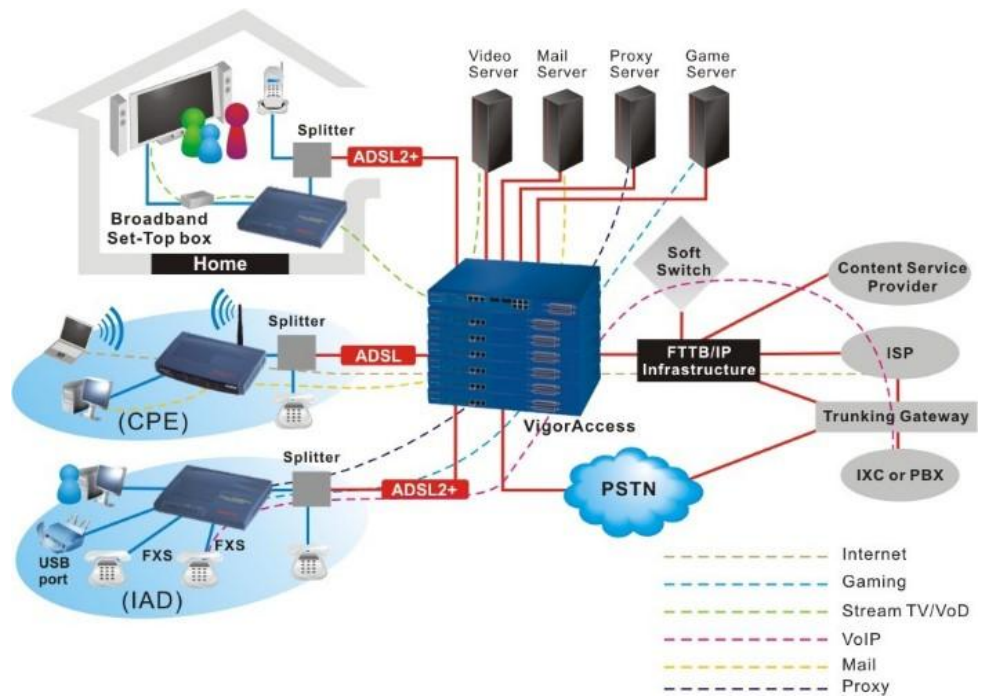 Video
Server
Mail
Server
Proxy
Server
Game
Server
Splitter
ADSL2+
Broadband
Set-Top box
Home
Soft
Switch
Content Service
Provider
Splitter
ADSL
FTTB/IP
Infrastructure
ISP
(CPE)
VigorAccess
Trunking Gateway
Splitter
ADSL2+
PSTN
IXC or PBX
USB
port
FXS
FXS
(IAD)
Internet
Gaming
Stream TV/VoD
VoIP
Mail
Proxy